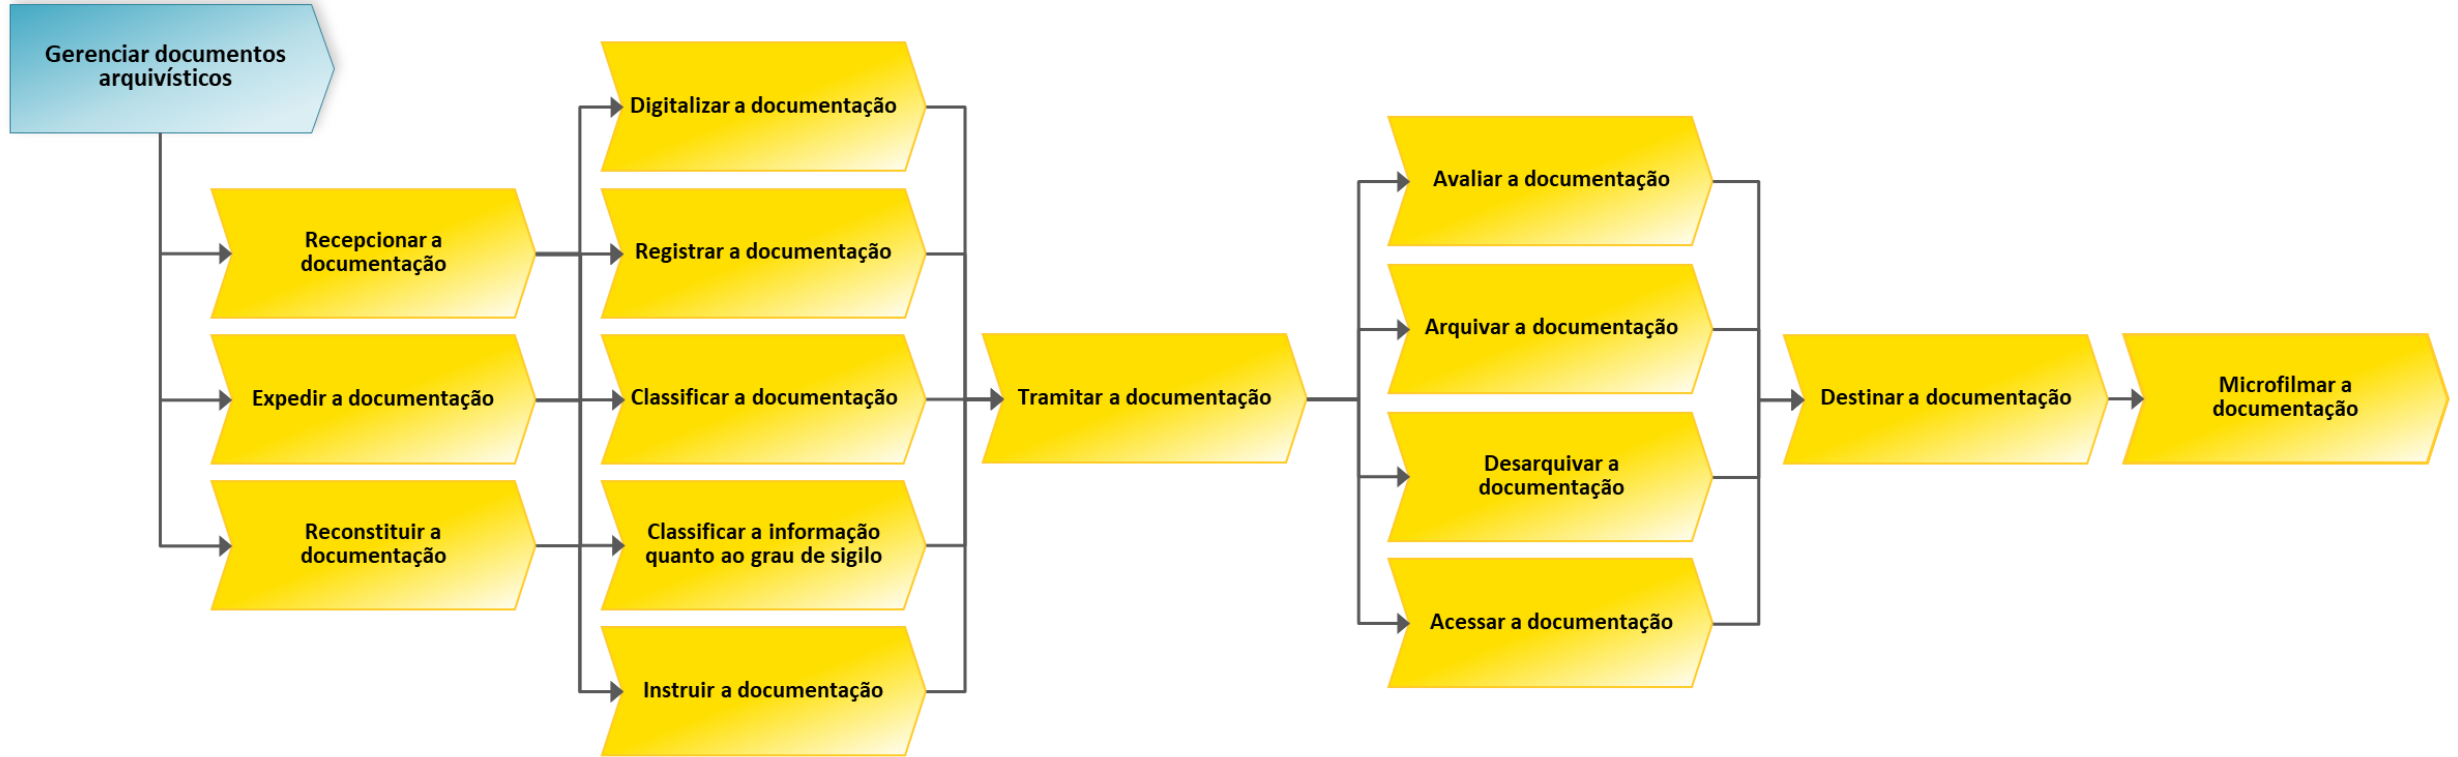 Gerenciar documentos
arquivísticos
Recepcionar a
documentação
Expedir a documentação
Reconstituir a
documentação
Digitalizar a documentação
Registrar a documentação
Classificar a documentação
Classificar a informação
quanto ao grau de sigilo
Instruir a documentação
Tramitar a documentação
Avaliar a documentação
Arquivar a documentação
Desarquivar a
documentação
Acessar a documentação
Destinar a documentação
Microfilmar a
documentação